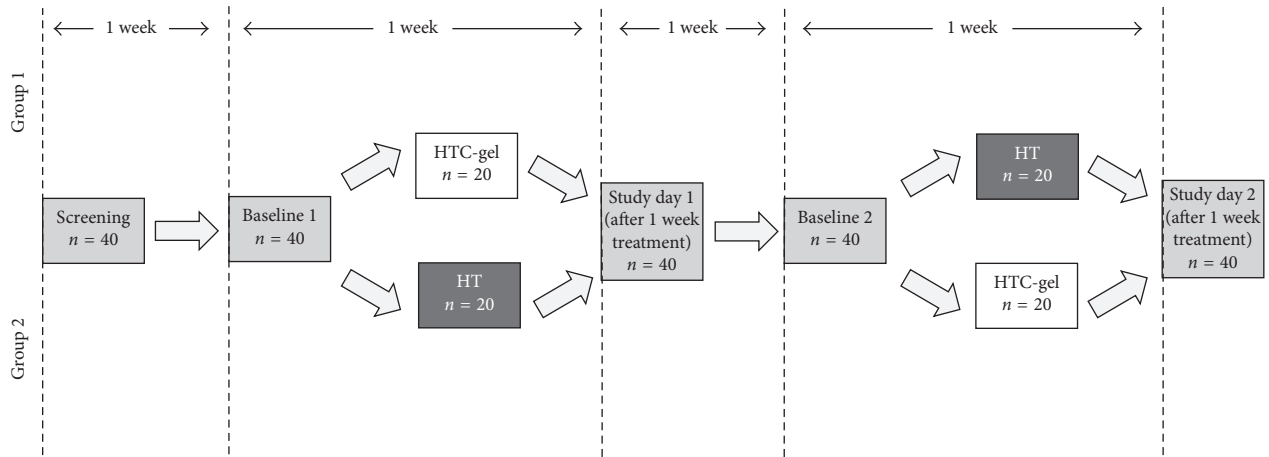 1 week
1 week
1 week
1 week
Group 1
Group 2
Screening
n = 40
Baseline 1
n = 40
HTC-gel
n = 20
HT
n = 20
Study day 1
(after 1 week
treatment)
n = 40
Baseline 2
n = 40
HT
n = 20
HTC-gel
n = 20
Study day 2
(after 1 week
treatment)
n = 40